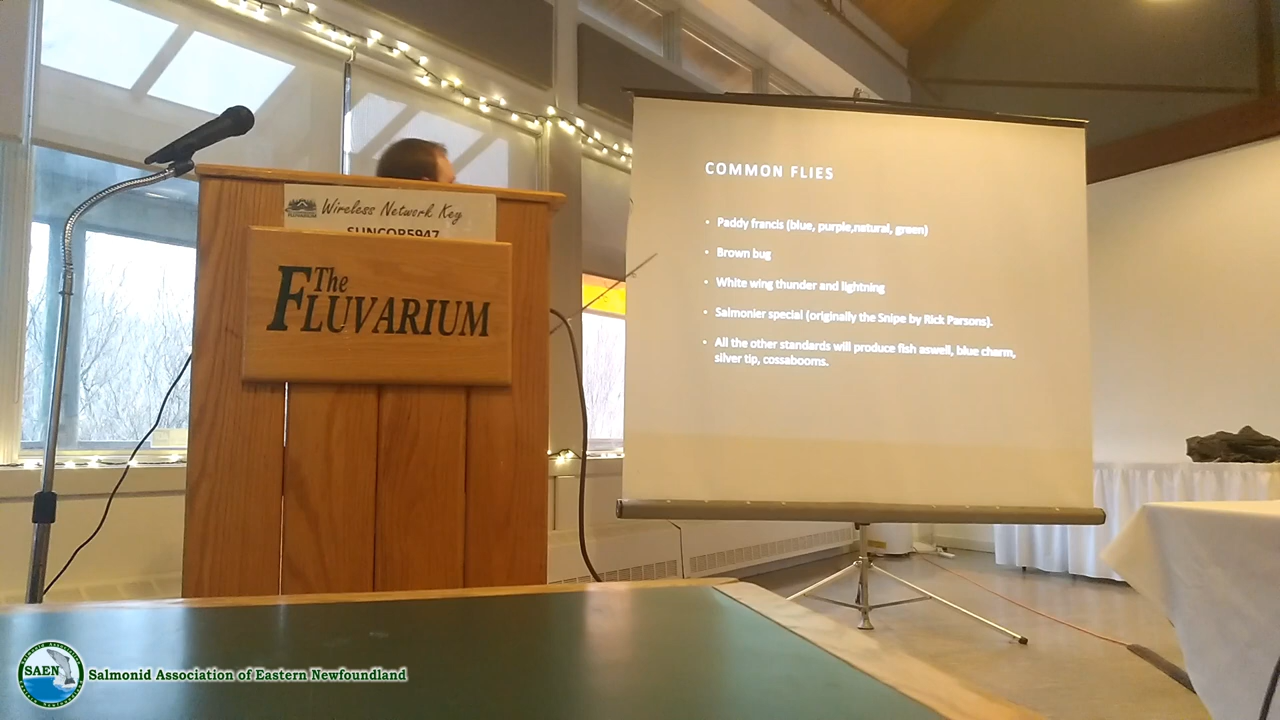 Wireless Network Key
FLUVARIUM
SUNCOR5947
The
FLUVARIUM
COMMON FLIES
• Paddy francis (blue, purple,natural, green)
• Brown bug
• White wing thunder and lightning
• Salmonier special (originally the Snipe by Rick Parsons).
• All the other standards will produce fish aswell, blue charm,
silver tip, cossabooms.
SAEN
Salmonid Association of Eastern Newfoundland